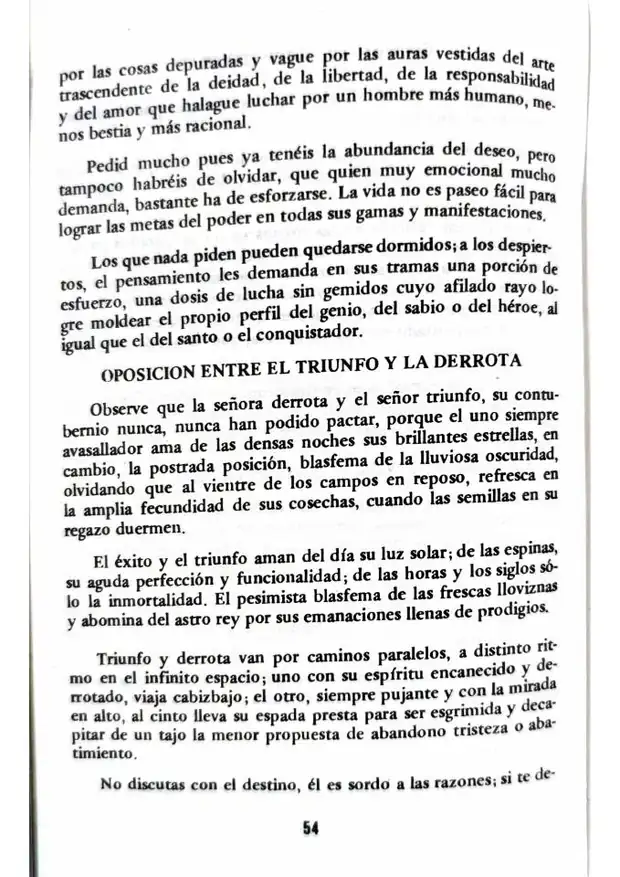 por las cosas depuradas y vague por las auras vestidas del arte
trascendente de la deidad, de la libertad, de la responsabilidad
y del amor que halague luchar por un hombre más humano, me-
nos bestia y más racional.
Pedid mucho pues ya tenéis la abundancia del deseo, pero
tampoco habréis de olvidar, que quien muy emocional mucho
demanda, bastante ha de esforzarse. La vida no es paseo fácil para
lograr las metas del poder en todas sus gamas y manifestaciones.
Los que nada piden pueden quedarse dormidos; a los despier-
tos, el pensamiento les demanda en sus tramas una porción de
esfuerzo, una dosis de lucha sin gemidos cuyo afilado rayo lo-
gre moldear el propio perfil del genio, del sabio o del héroe, al
igual que el del santo o el conquistador.
OPOSICION ENTRE EL TRIUNFO Y LA DERROTA
Observe que la señora derrota y el señor triunfo, su contu-
bernio nunca, nunca han podido pactar, porque el uno siempre
avasallador ama de las densas noches sus brillantes estrellas, en
cambio, la postrada posición, blasfema de la lluviosa oscuridad,
olvidando que al vientre de los campos en reposo, refresca en
la amplia fecundidad de sus cosechas, cuando las semillas en su
regazo duermen.
El éxito y el triunfo aman del día su luz solar; de las espinas,
su aguda perfección y funcionalidad; de las horas y los siglos só-
lo la inmortalidad. El pesimista blasfema de las frescas lloviznas
y abomina del astro rey por sus emanaciones llenas de prodigios.
Triunfo y derrota van por caminos paralelos, a distinto rit-
mo en el infinito espacio; uno con su espíritu encanecido y de-
rrotado, viaja cabizbajo; el otro, siempre pujante y con la mirada
en alto, al cinto lleva su espada presta para ser esgrimida y deca-
pitar de un tajo la menor propuesta de abandono tristeza o aba-
timiento.
No discutas con el destino, él es sordo a las razones; si te de-
54